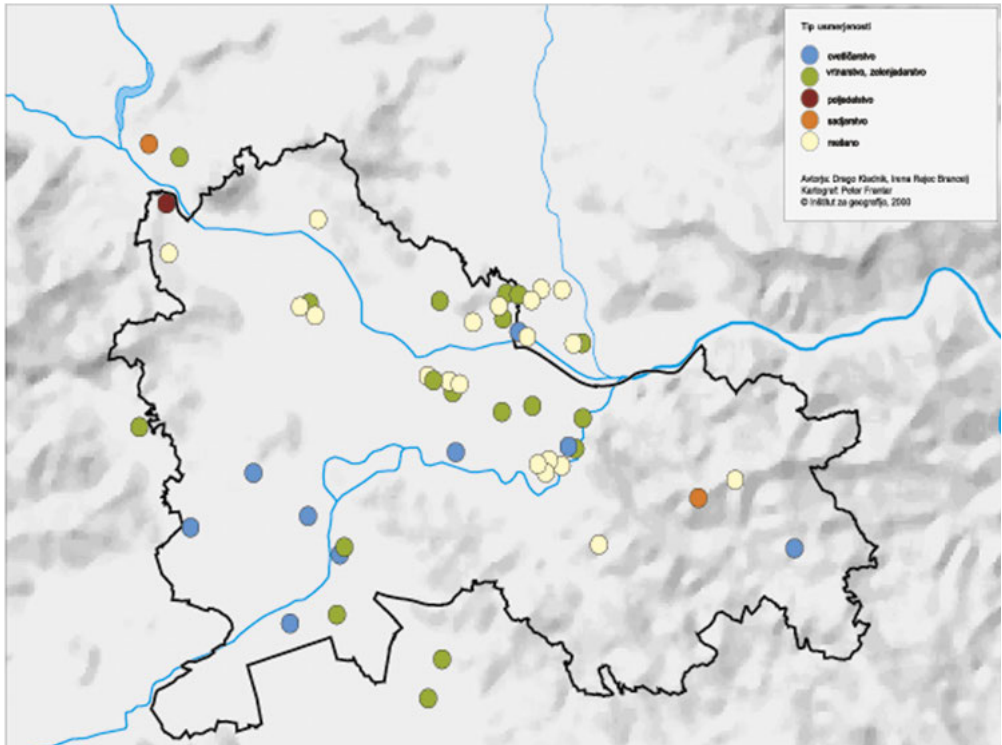 Tip usmerjenosti
cvetličarstvo
vrtnarstvo, zelenjadarstvo
poljedelstvo
sadjarstvo
mešano
Avtorja: Drago Kladnik, Irena Rejec Brancelj
Kartograf: Peter Frantar
© Inštitut za geografijo, 2000